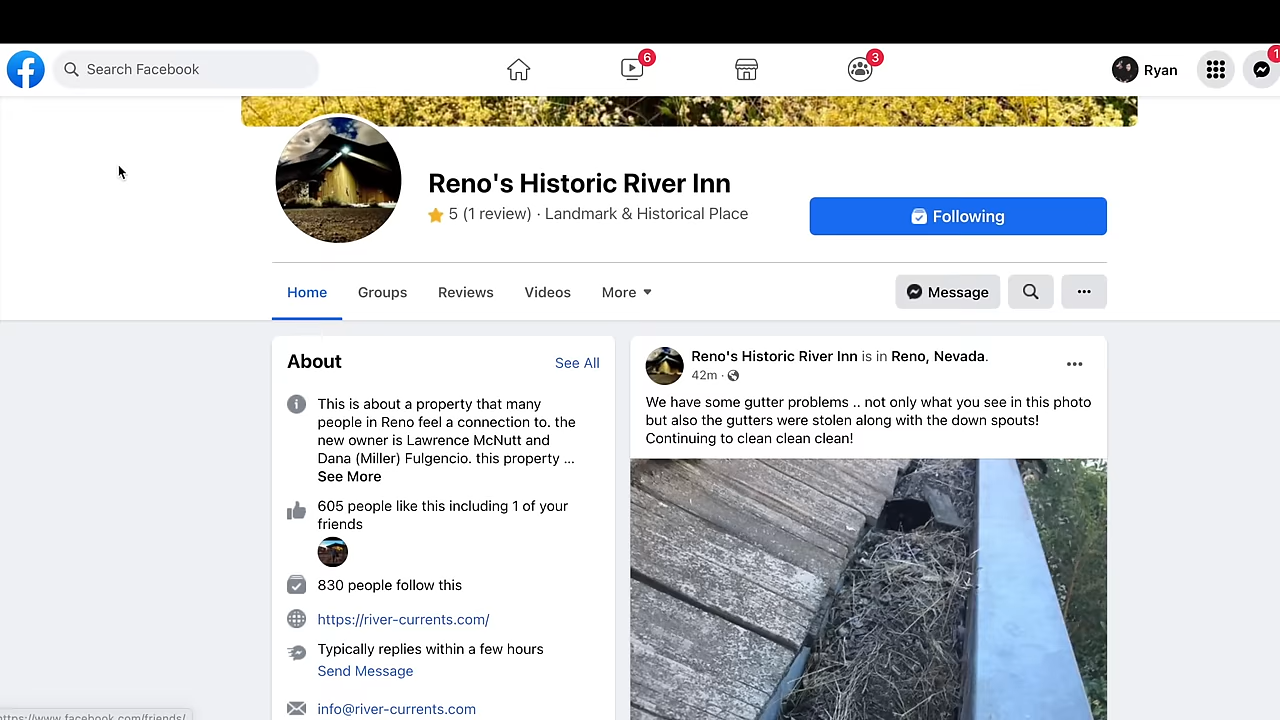 Search Facebook
6
3
Ryan
1
Reno's Historic River Inn
5 (1 review) · Landmark & Historical Place
Following
Home
Groups
Reviews
Videos
More
Message
About
See All
This is about a property that many
people in Reno feel a connection to. the
new owner is Lawrence McNutt and
Dana (Miller) Fulgencio. this property ...
See More
605 people like this including 1 of your
friends
830 people follow this
https://river-currents.com/
Typically replies within a few hours
Send Message
info@river-currents.com
Reno's Historic River Inn is in Reno, Nevada.
42m ·
We have some gutter problems .. not only what you see in this photo
but also the gutters were stolen along with the down spouts!
Continuing to clean clean clean!
https://www.facebook.com/friends/